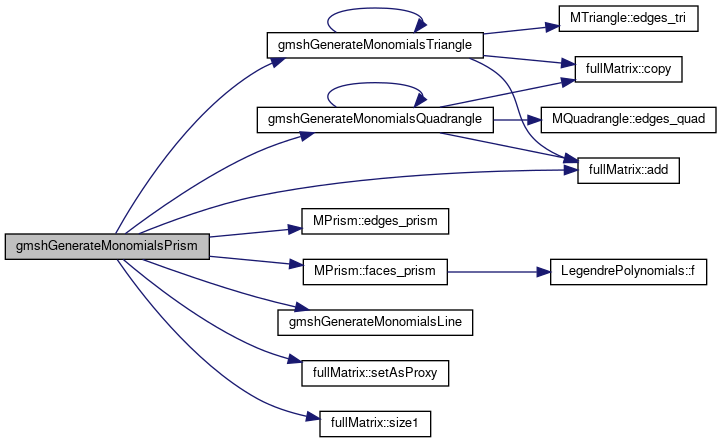 MTriangle::edges_tri
gmshGenerateMonomialsTriangle
fullMatrix::copy
gmshGenerateMonomialsQuadrangle
MQuadrangle::edges_quad
fullMatrix::add
MPrism::edges_prism
gmshGenerateMonomialsPrism
MPrism::faces_prism
LegendrePolynomials::f
gmshGenerateMonomialsLine
fullMatrix::setAsProxy
fullMatrix::size1